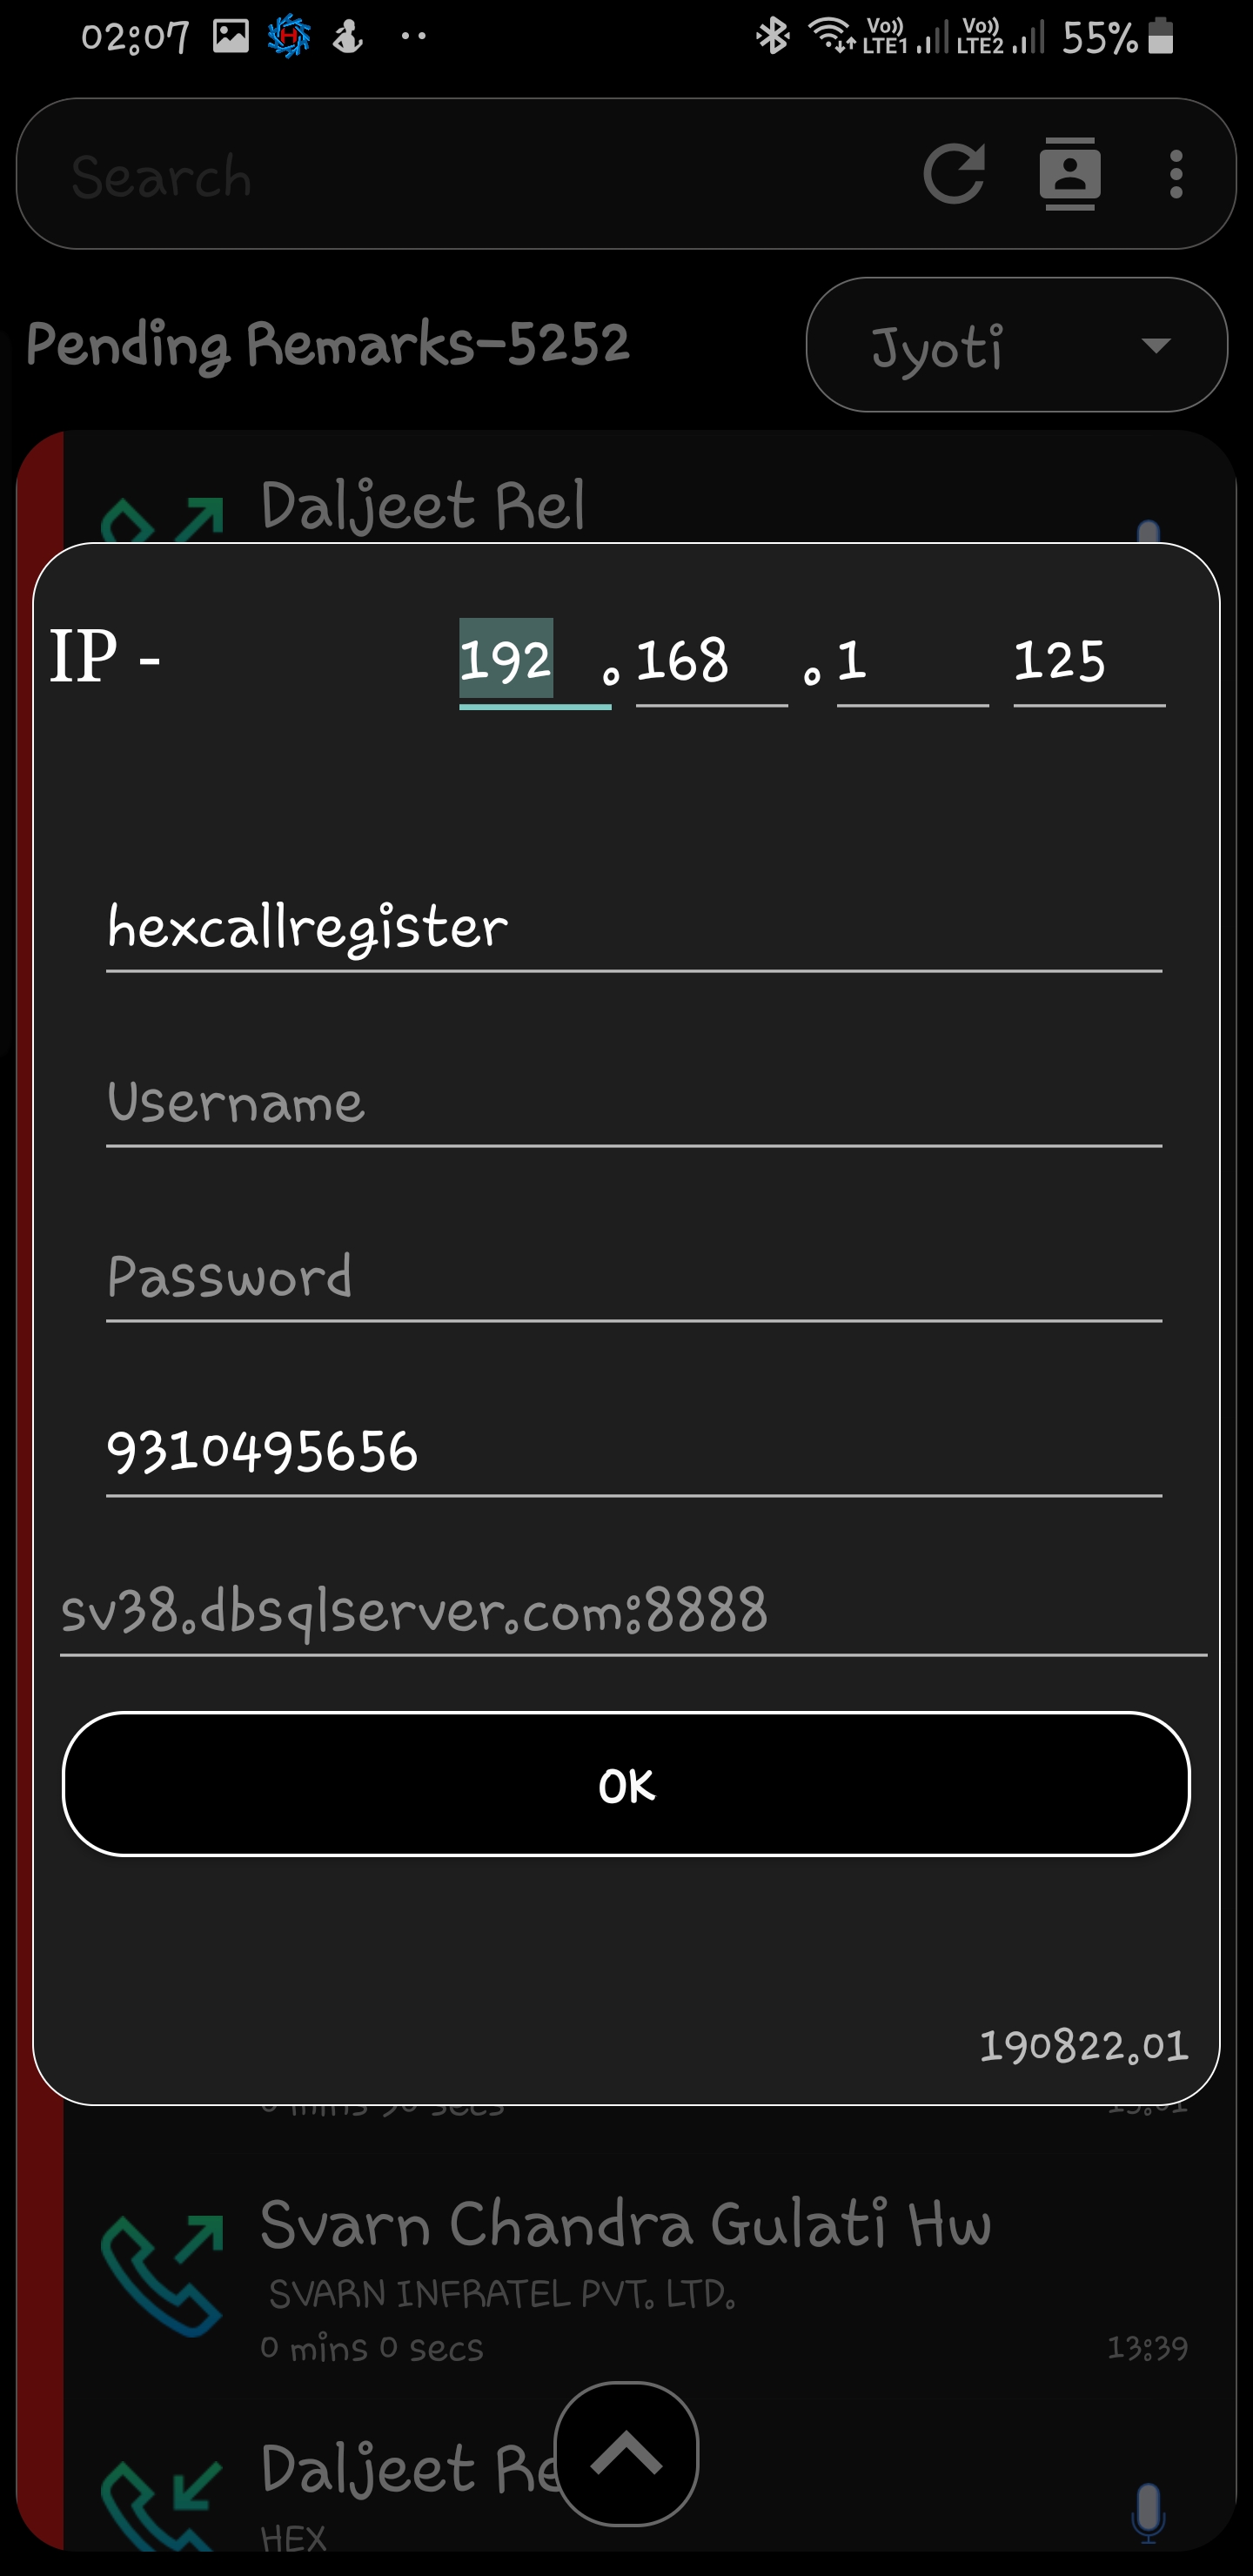 02:07 Vo)) LTE1 Vo)) LTE2 55%
Search
Pending Remarks-5252 Jyoti
Daljeet Rel
IP - 192 . 168 . 1 125
hexcallregister
Username
Password
9310495656
sv38.dbsqlserver.com:8888
OK
190822.01
Svarn Chandra Gulati Hw
SVARN INFRATEL PVT. LTD.
0 mins 0 secs 13:39
Daljeet Re
HEX